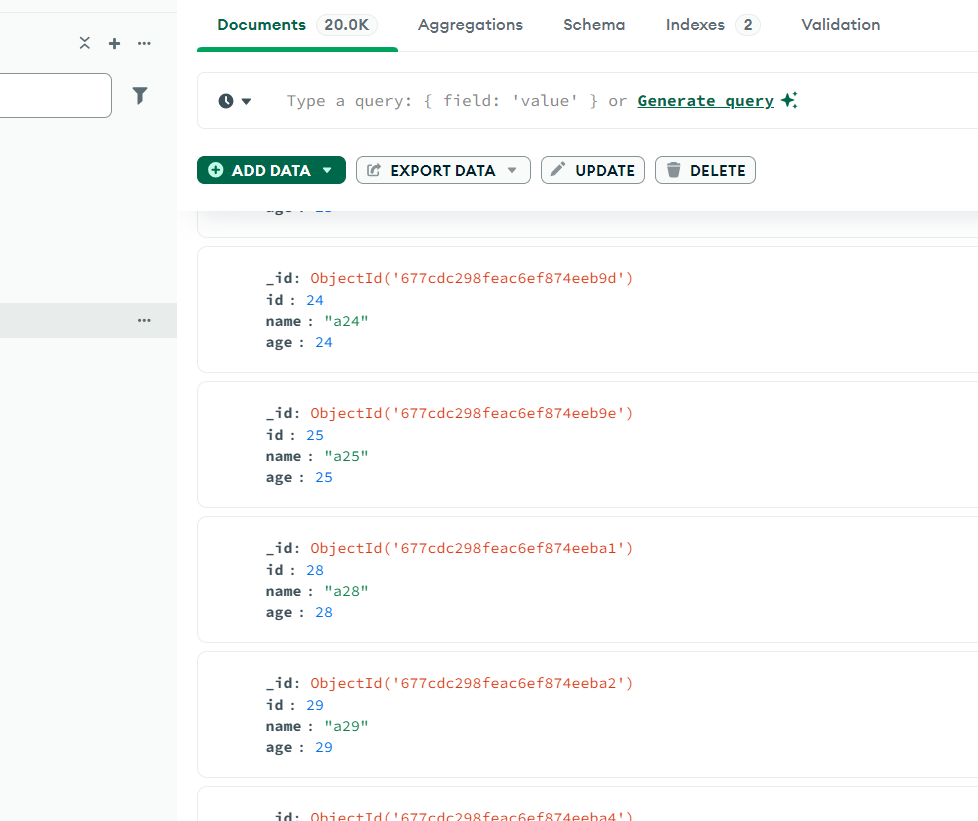 Documents 20.0K Aggregations Schema Indexes 2 Validation
Type a query: { field: 'value' } or Generate query
ADD DATA EXPORT DATA UPDATE DELETE
_id: ObjectId('677cdc298feac6ef874eeb9d')
id : 24
name : "a24"
age : 24
_id: ObjectId('677cdc298feac6ef874eeb9e')
id : 25
name : "a25"
age : 25
_id: ObjectId('677cdc298feac6ef874eeba1')
id : 28
name : "a28"
age : 28
_id: ObjectId('677cdc298feac6ef874eeba2')
id : 29
name : "a29"
age : 29
_id: ObjectId('677cdc298feac6ef874eeba4')